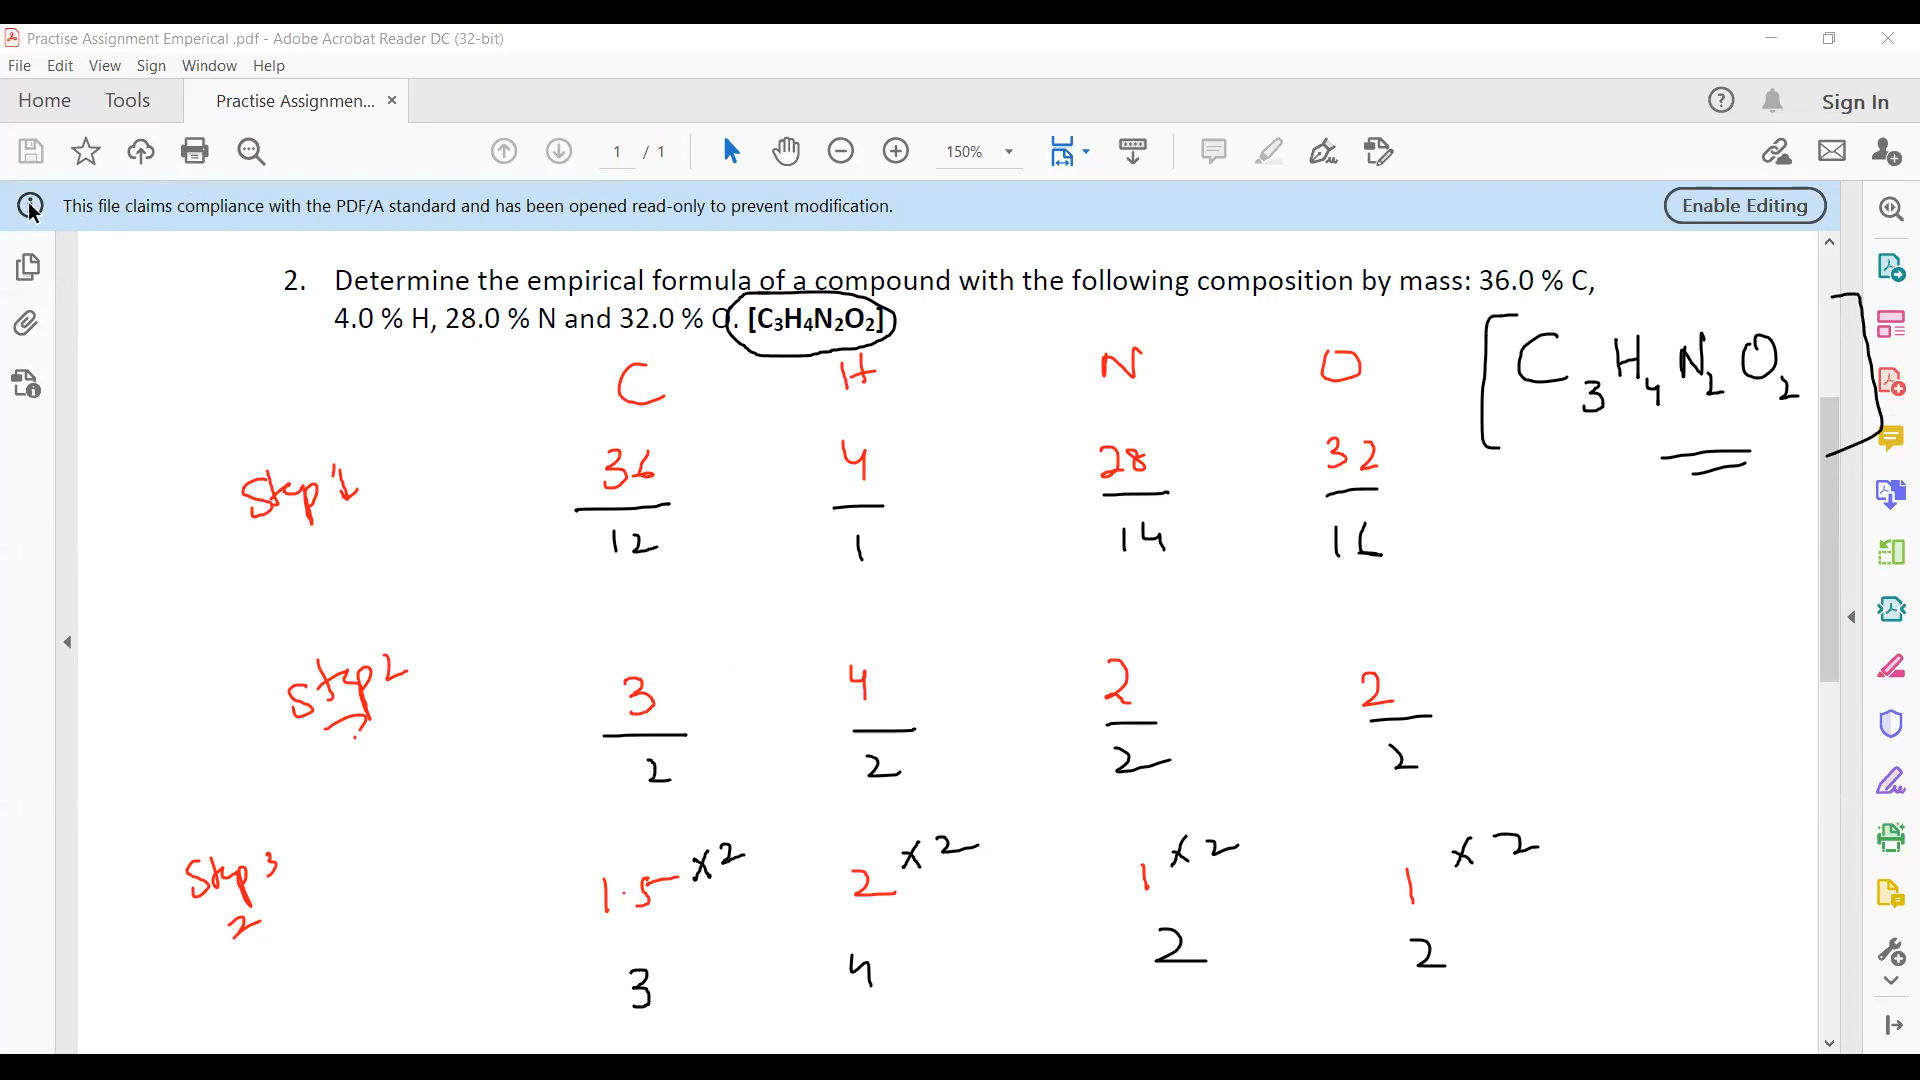 Practise Assignment Emperical .pdf - Adobe Acrobat Reader DC (32-bit)
File Edit View Sign Window Help
Home Tools Practise Assignmen... × Sign In
1 / 1 150%
This file claims compliance with the PDF/A standard and has been opened read-only to prevent modification. Enable Editing
2. Determine the empirical formula of a compound with the following composition by mass: 36.0 % C,
4.0 % H, 28.0 % N and 32.0 % O. [C₃H₄N₂O₂]
[C₃H₄N₂O₂]
C H N O
Step 1 36/12 4/1 28/14 32/16
Step 2 3/2 4/2 2/2 2/2
Step 3 1.5 ×2 2 ×2 1 ×2 1 ×2
2
3 4 2 2